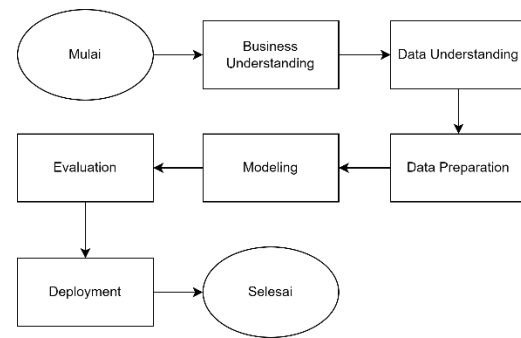 Mulai
Business
Understanding
Data Understanding
Data Preparation
Modeling
Evaluation
Deployment
Selesai